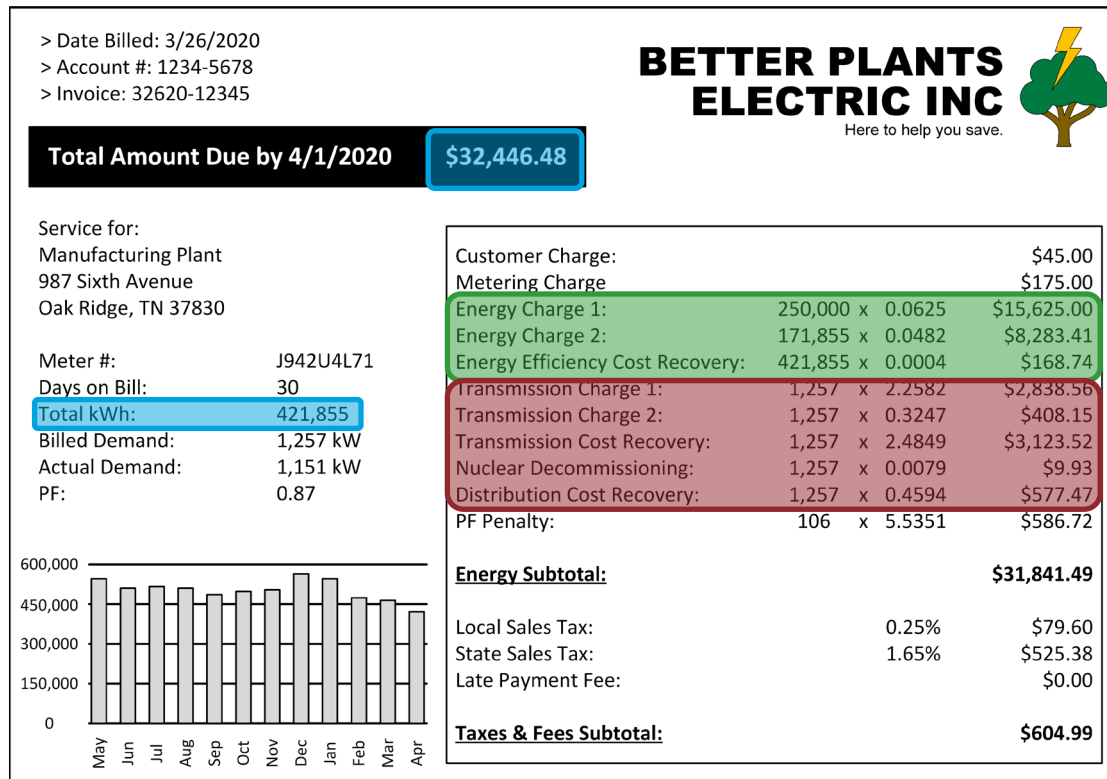 > Date Billed: 3/26/2020
> Account #: 1234-5678
> Invoice: 32620-12345
BETTER PLANTS
ELECTRIC INC
Here to help you save.
Total Amount Due by 4/1/2020 $32,446.48
Service for:
Manufacturing Plant
987 Sixth Avenue
Oak Ridge, TN 37830
Meter #: J942U4L71
Days on Bill: 30
Total kWh: 421,855
Billed Demand: 1,257 kW
Actual Demand: 1,151 kW
PF: 0.87
600,000
450,000
300,000
150,000
0
May Jun Jul Aug Sep Oct Nov Dec Jan Feb Mar Apr
Customer Charge: $45.00
Metering Charge $175.00
Energy Charge 1: 250,000 x 0.0625 $15,625.00
Energy Charge 2: 171,855 x 0.0482 $8,283.41
Energy Efficiency Cost Recovery: 421,855 x 0.0004 $168.74
Transmission Charge 1: 1,257 x 2.2582 $2,838.56
Transmission Charge 2: 1,257 x 0.3247 $408.15
Transmission Cost Recovery: 1,257 x 2.4849 $3,123.52
Nuclear Decommissioning: 1,257 x 0.0079 $9.93
Distribution Cost Recovery: 1,257 x 0.4594 $577.47
PF Penalty: 106 x 5.5351 $586.72
Energy Subtotal: $31,841.49
Local Sales Tax: 0.25% $79.60
State Sales Tax: 1.65% $525.38
Late Payment Fee: $0.00
Taxes & Fees Subtotal: $604.99